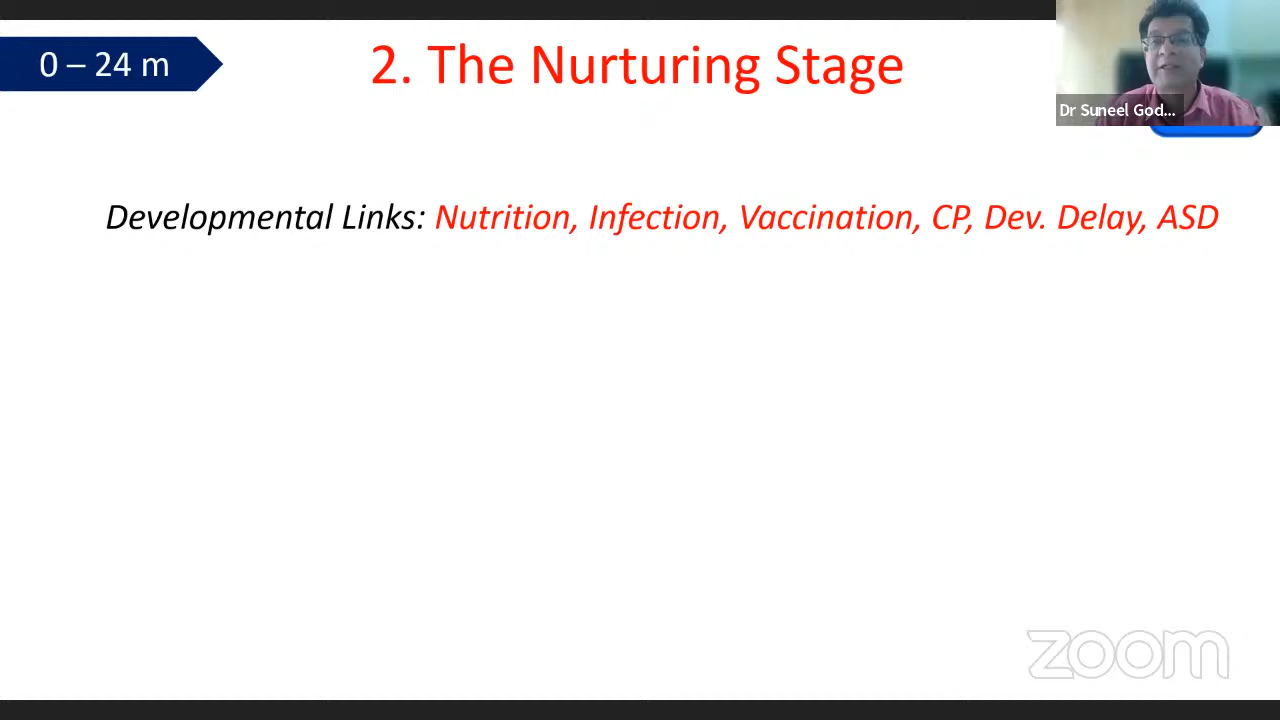 0 – 24 m
2. The Nurturing Stage
Dr Suneel God...
Developmental Links: Nutrition, Infection, Vaccination, CP, Dev. Delay, ASD
zoom